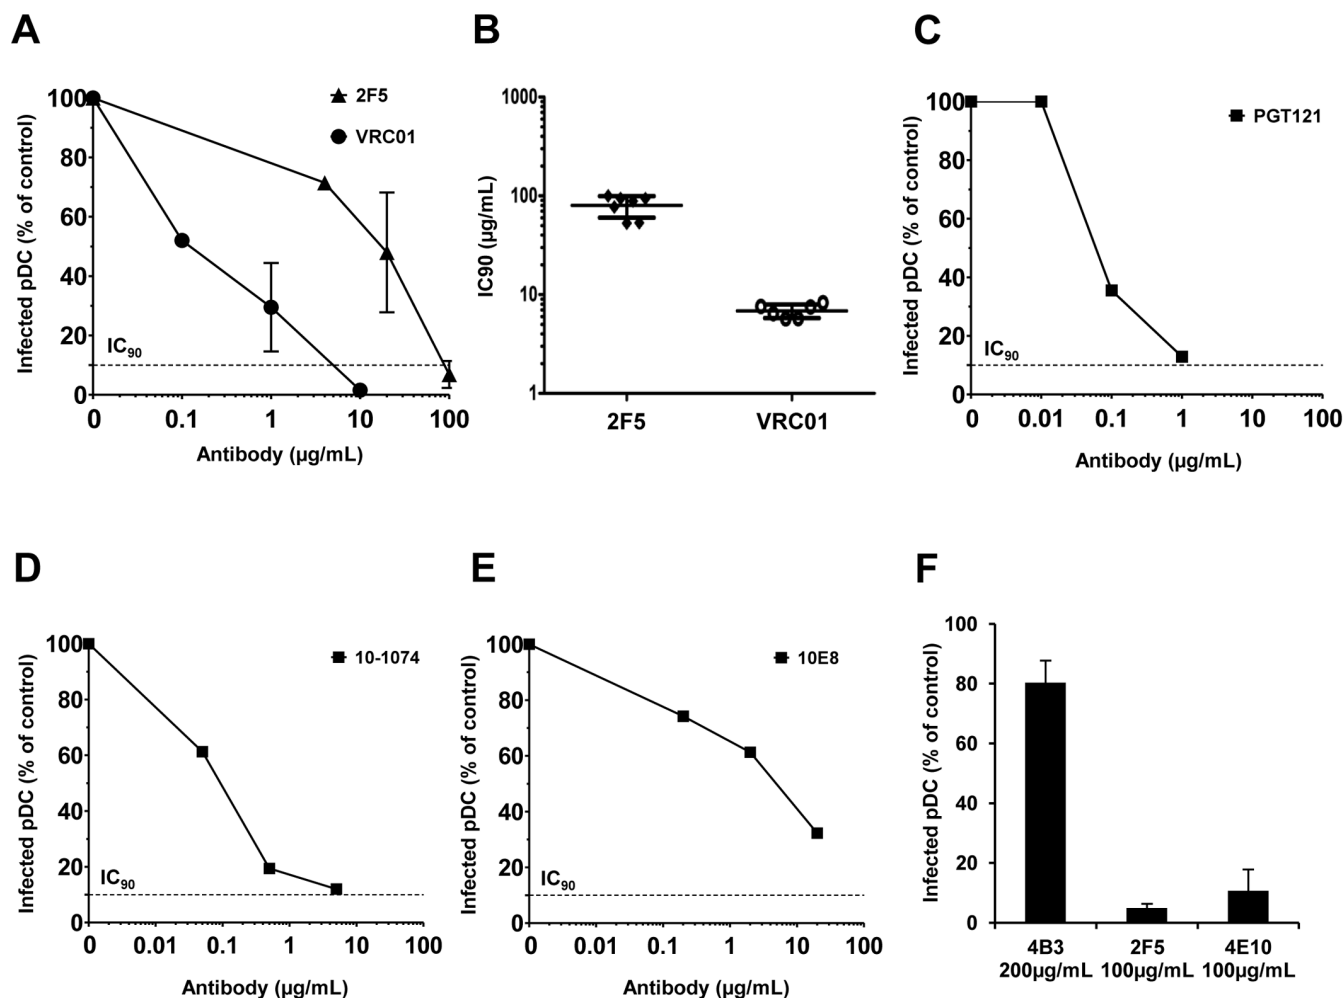 A
B
C
Infected pDC (% of control)
100
80
60
40
20
0
2F5
VRC01
IC90
0 0.1 1 10 100
Antibody (µg/mL)
IC90 (µg/mL)
1000
100
10
1
2F5 VRC01
Infected pDC (% of control)
100
80
60
40
20
0
PGT121
IC90
0 0.01 0.1 1 10 100
Antibody (µg/mL)
D
E
F
Infected pDC (% of control)
100
80
60
40
20
0
10-1074
IC90
0 0.01 0.1 1 10 100
Antibody (µg/mL)
Infected pDC (% of control)
100
80
60
40
20
0
10E8
IC90
0 0.01 0.1 1 10 100
Antibody (µg/mL)
Infected pDC (% of control)
100
80
60
40
20
0
4B3 2F5 4E10
200µg/mL 100µg/mL 100µg/mL